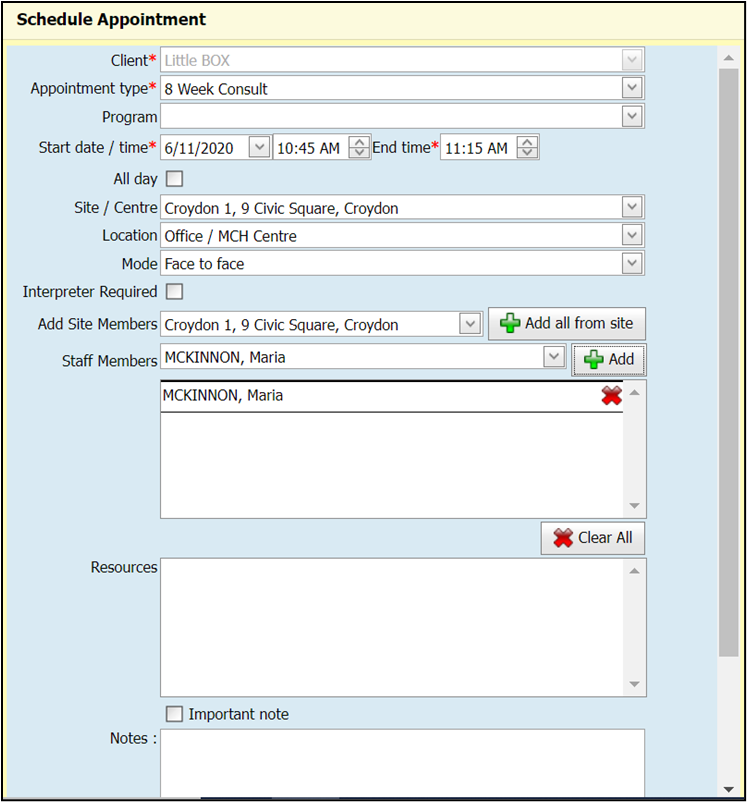 Schedule Appointment
Client* Little BOX
Appointment type* 8 Week Consult
Program
Start date / time* 6/11/2020 10:45 AM End time* 11:15 AM
All day
Site / Centre Croydon 1, 9 Civic Square, Croydon
Location Office / MCH Centre
Mode Face to face
Interpreter Required
Add Site Members Croydon 1, 9 Civic Square, Croydon Add all from site
Staff Members MCKINNON, Maria Add
MCKINNON, Maria
Clear All
Resources
Important note
Notes :